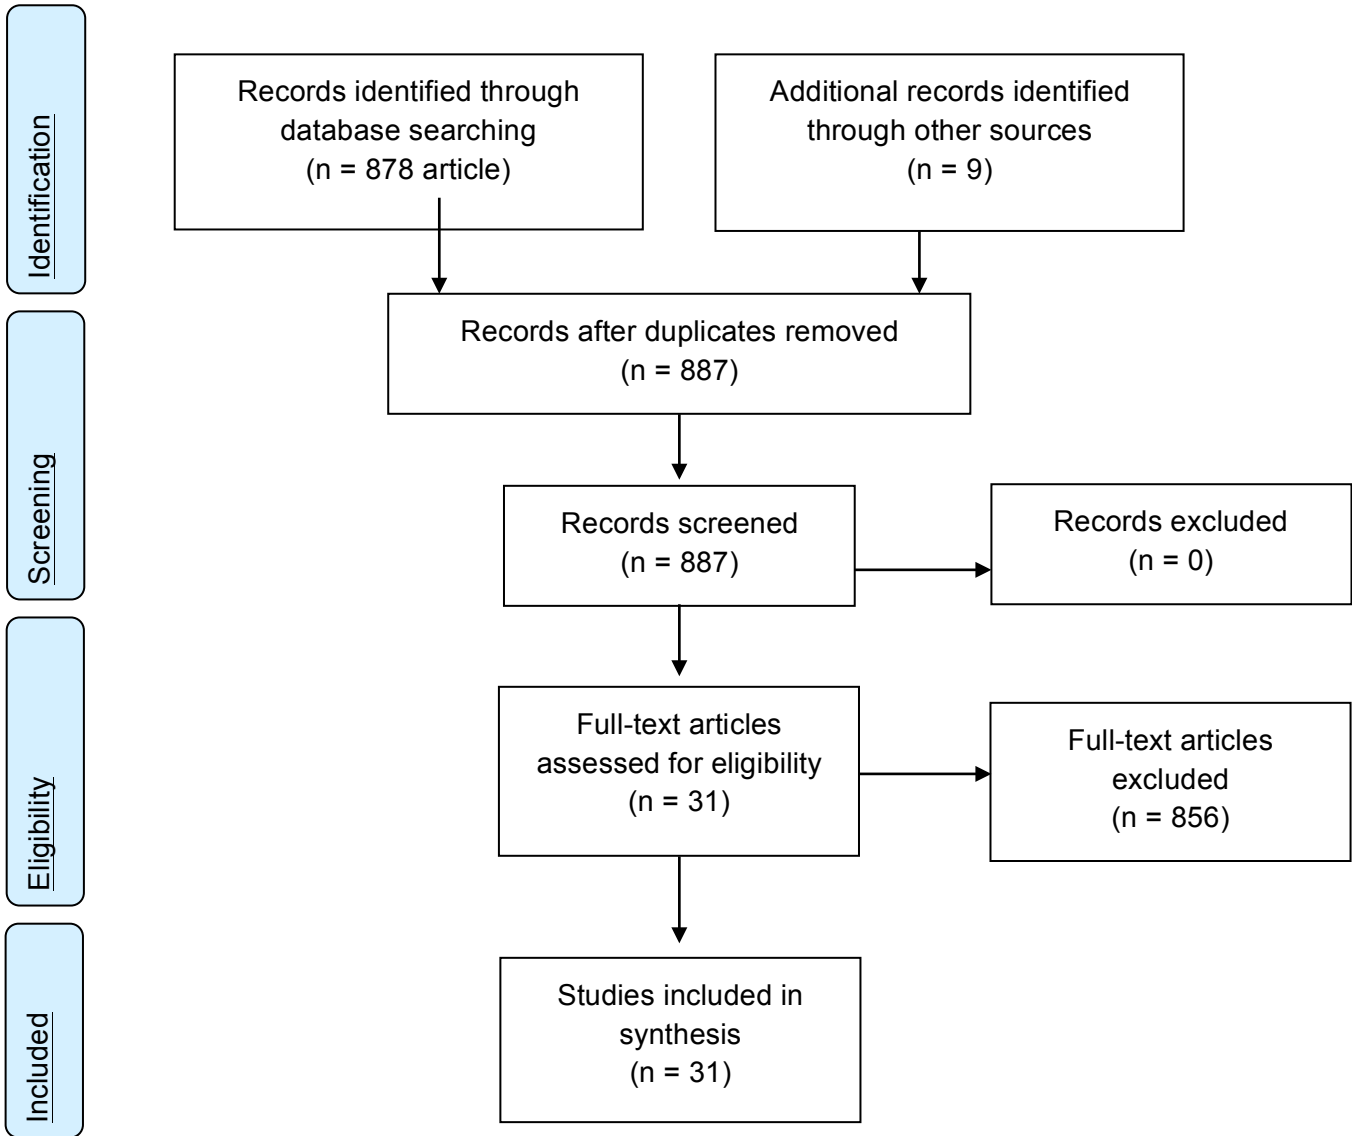 Identification
Records identified through
database searching
(n = 878 article)
Additional records identified
through other sources
(n = 9)
Records after duplicates removed
(n = 887)
Screening
Records screened
(n = 887)
Records excluded
(n = 0)
Eligibility
Full-text articles
assessed for eligibility
(n = 31)
Full-text articles
excluded
(n = 856)
Included
Studies included in
synthesis
(n = 31)